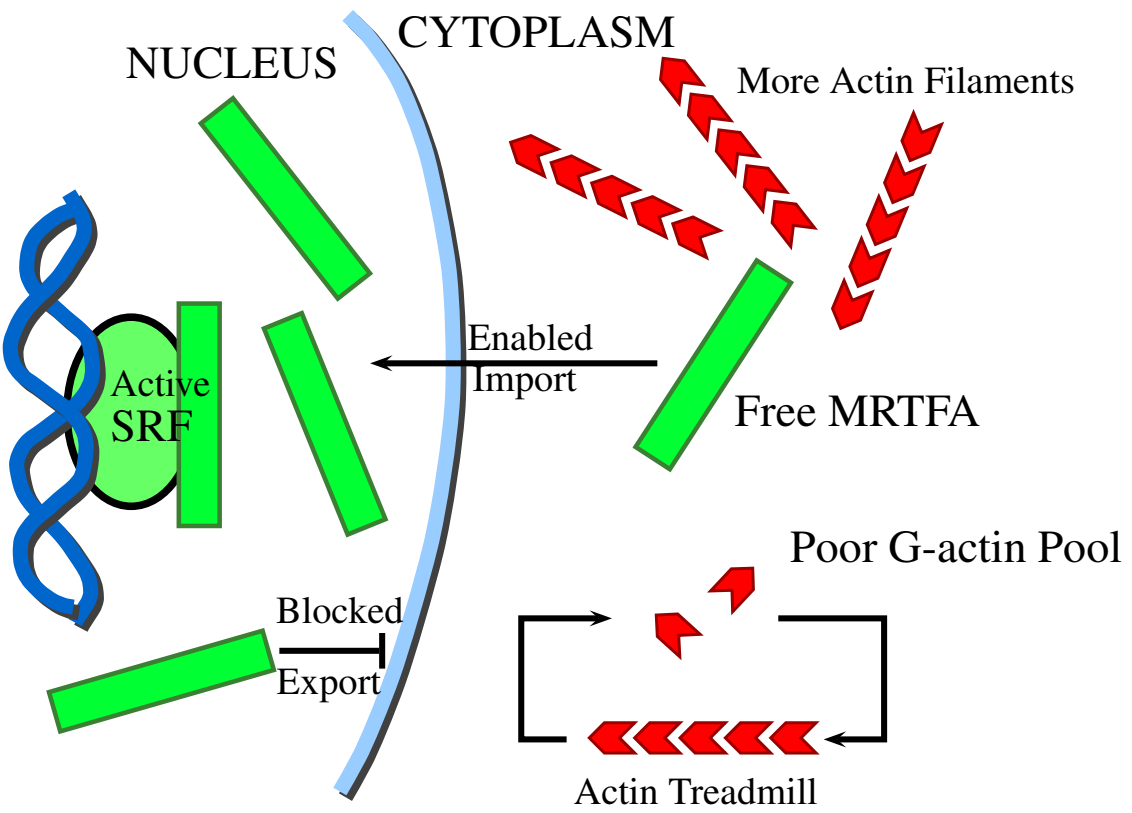 NUCLEUS
CYTOPLASM
More Actin Filaments
Enabled
Import
Active
SRF
Free MRTFA
Poor G-actin Pool
Blocked
Export
Actin Treadmill